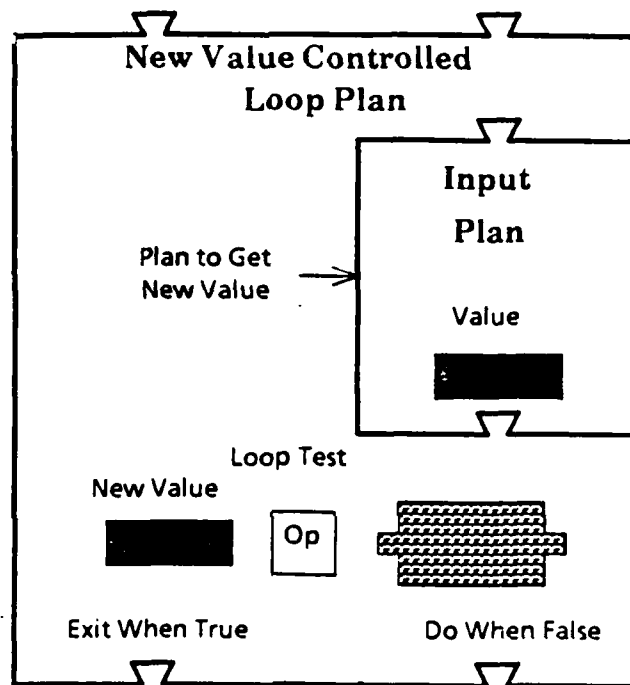 New Value Controlled
Loop Plan
Input
Plan
Plan to Get
New Value
Value
Loop Test
New Value
Op
Exit When True
Do When False